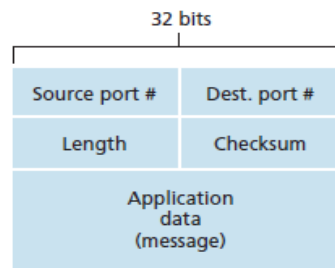 32 bits
Source port # Dest. port #
Length Checksum
Application
data
(message)